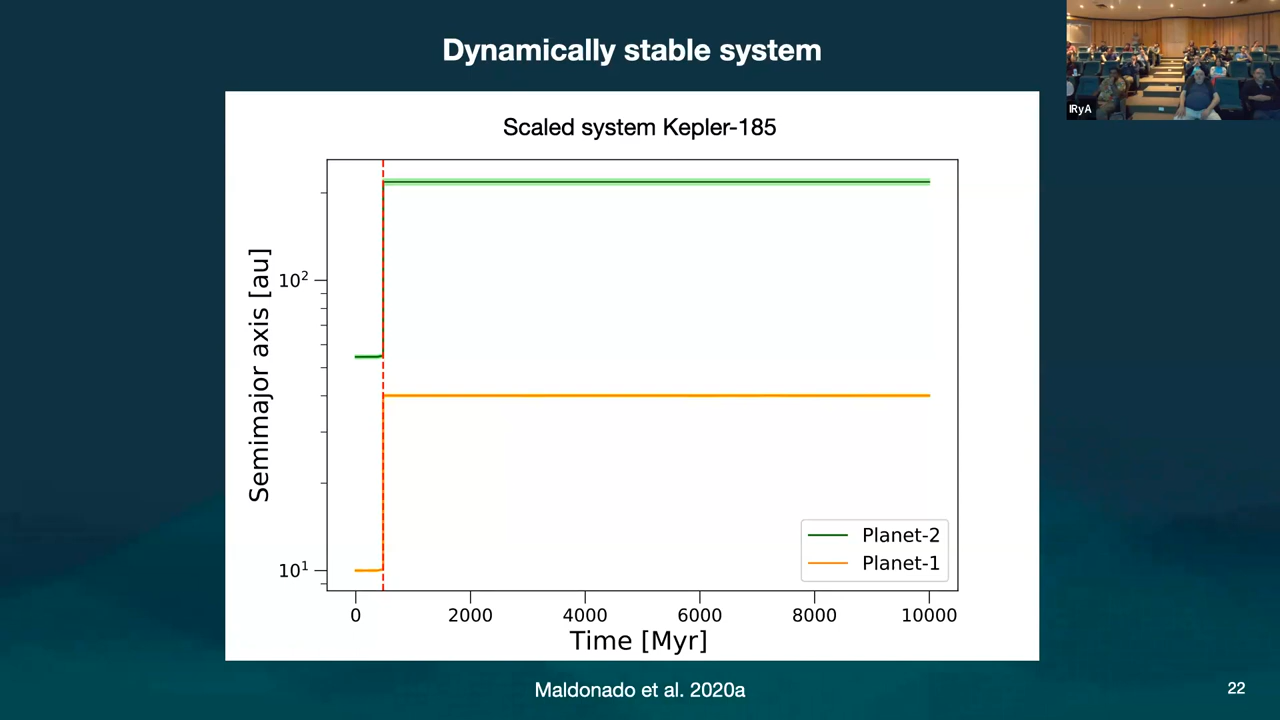 Dynamically stable system
IRyA
Scaled system Kepler-185
Semimajor axis [au]
10²
10¹
Planet-2
Planet-1
0 2000 4000 6000 8000 10000
Time [Myr]
Maldonado et al. 2020a
22